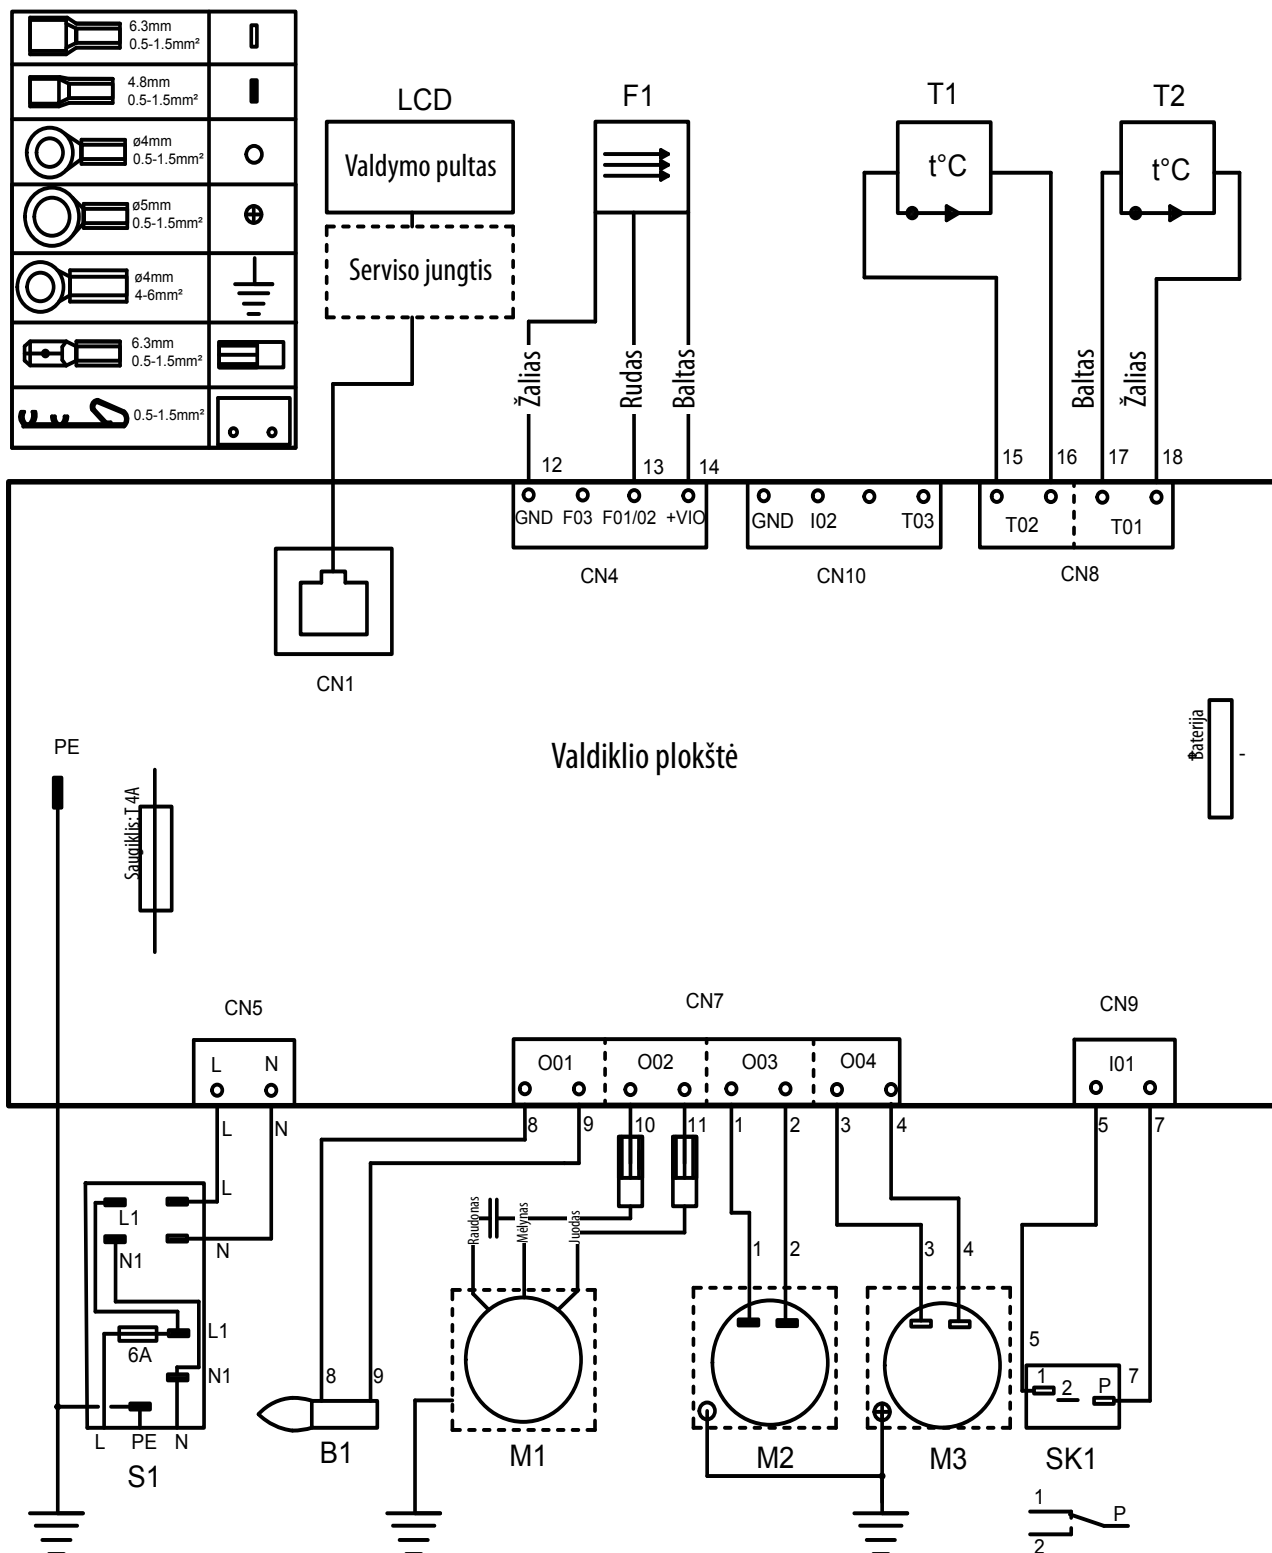 6.3mm
0.5-1.5mm²
4.8mm
0.5-1.5mm²
ø4mm
0.5-1.5mm²
ø5mm
0.5-1.5mm²
ø4mm
4-6mm²
6.3mm
0.5-1.5mm²
0.5-1.5mm²
LCD
F1
T1
T2
Valdymo pultas
Serviso jungtis
t°C
t°C
Žalias
Rudas
Baltas
Baltas
Žalias
12
13
14
15
16
17
18
GND
F03
F01/02
+VIO
GND
I02
T03
T02
T01
CN4
CN10
CN8
CN1
PE
Valdiklio plokštė
Baterija
+
-
Saugiklis: T 4A
CN5
CN7
CN9
L
N
O01
O02
O03
O04
I01
L
N
8
9
10
11
1
2
3
4
5
7
L
L1
N
N1
Raudonas
Mėlynas
Juodas
1
2
3
4
L1
6A
N1
8
9
5
7
1
2
P
L
PE
N
S1
B1
M1
M2
M3
SK1
1
P
2